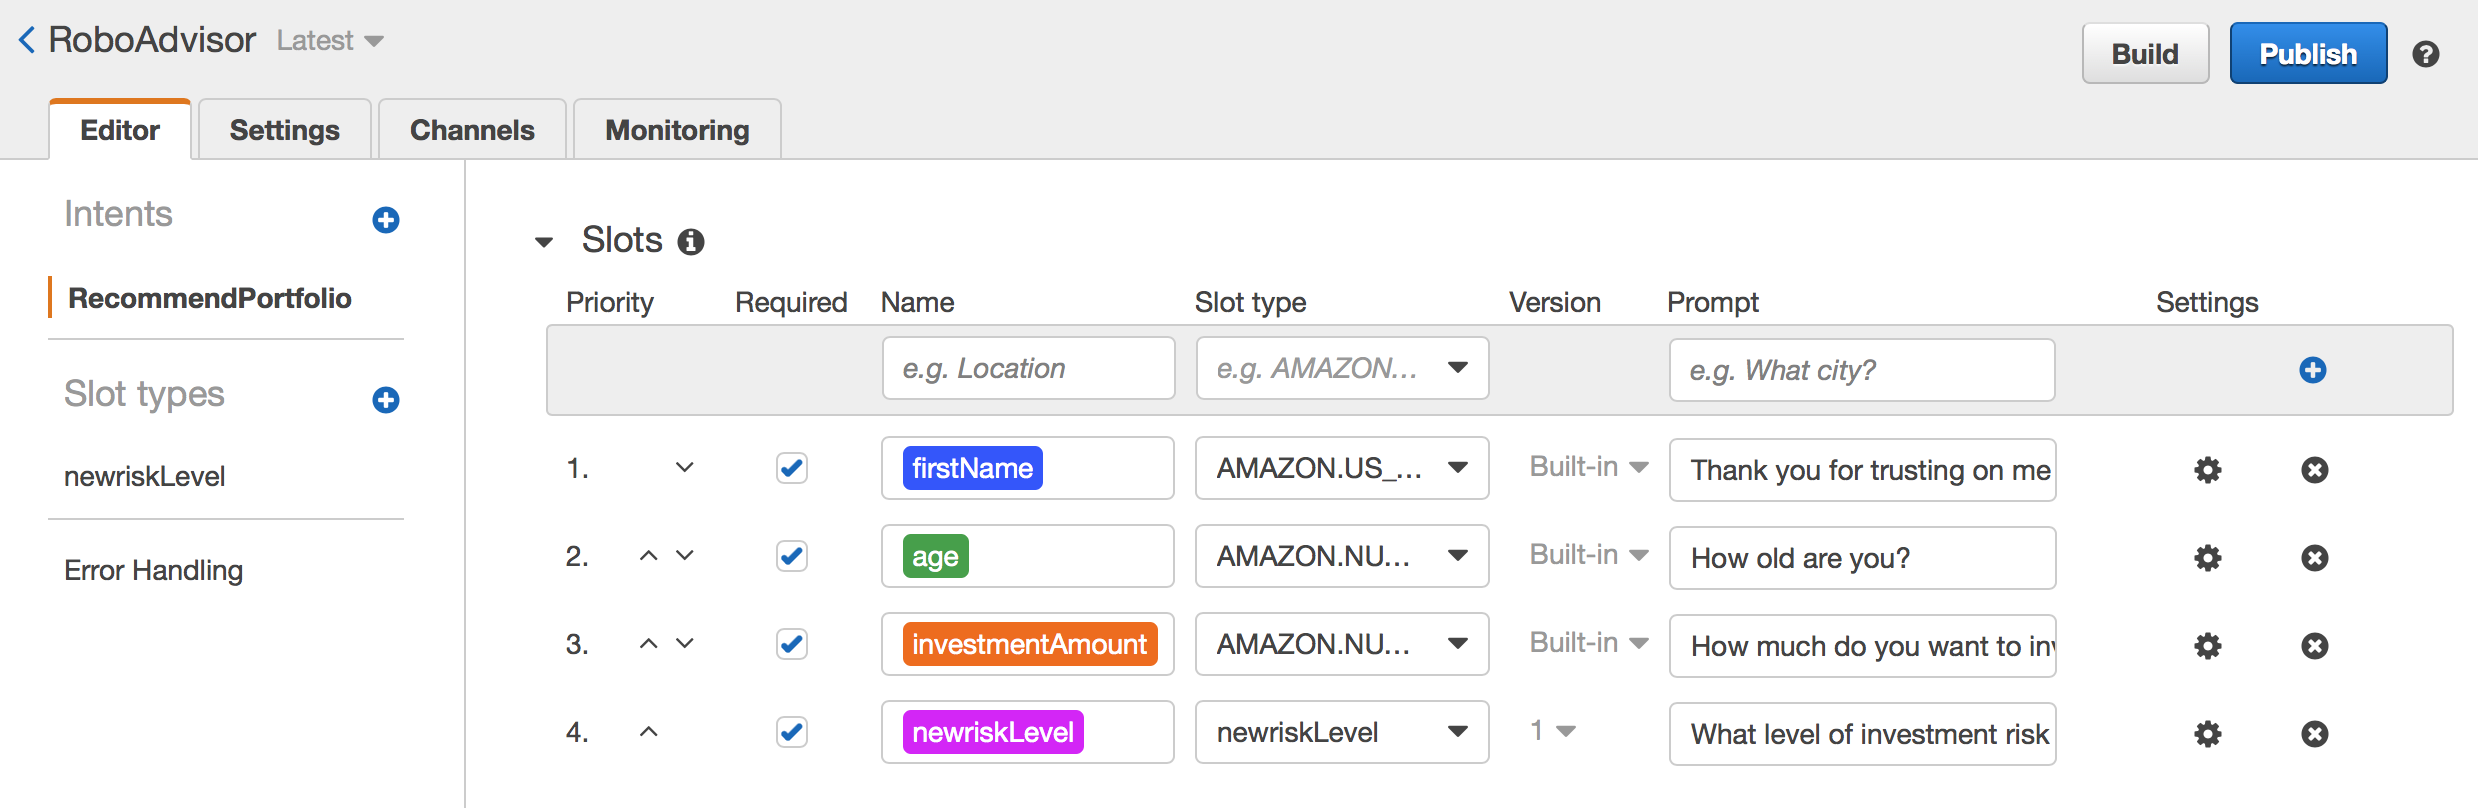 RoboAdvisor Latest
Build Publish ?
Editor Settings Channels Monitoring
Intents
RecommendPortfolio
Slot types
newriskLevel
Error Handling
Slots
Priority Required Name Slot type Version Prompt Settings
e.g. Location e.g. AMAZON... e.g. What city?
1. firstName AMAZON.US_... Built-in Thank you for trusting on me
2. age AMAZON.NU... Built-in How old are you?
3. investmentAmount AMAZON.NU... Built-in How much do you want to inv
4. newriskLevel newriskLevel 1 What level of investment risk